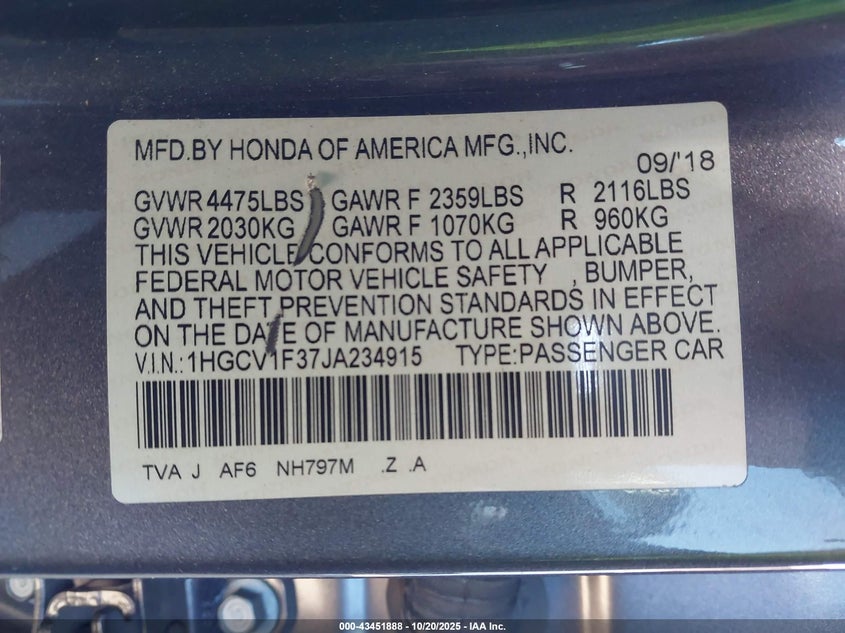 MFD.BY HONDA OF AMERICA MFG.,INC.
09/'18
GVWR 4475LBS GAWR F 2359LBS R 2116LBS
GVWR 2030KG GAWR F 1070KG R 960KG
THIS VEHICLE CONFORMS TO ALL APPLICABLE
FEDERAL MOTOR VEHICLE SAFETY , BUMPER,
AND THEFT PREVENTION STANDARDS IN EFFECT
ON THE DATE OF MANUFACTURE SHOWN ABOVE.
V.I.N.:1HGCV1F37JA234915 TYPE:PASSENGER CAR
TVA J AF6 NH797M .Z .A
000-43451888 - 10/20/2025 - IAA Inc.